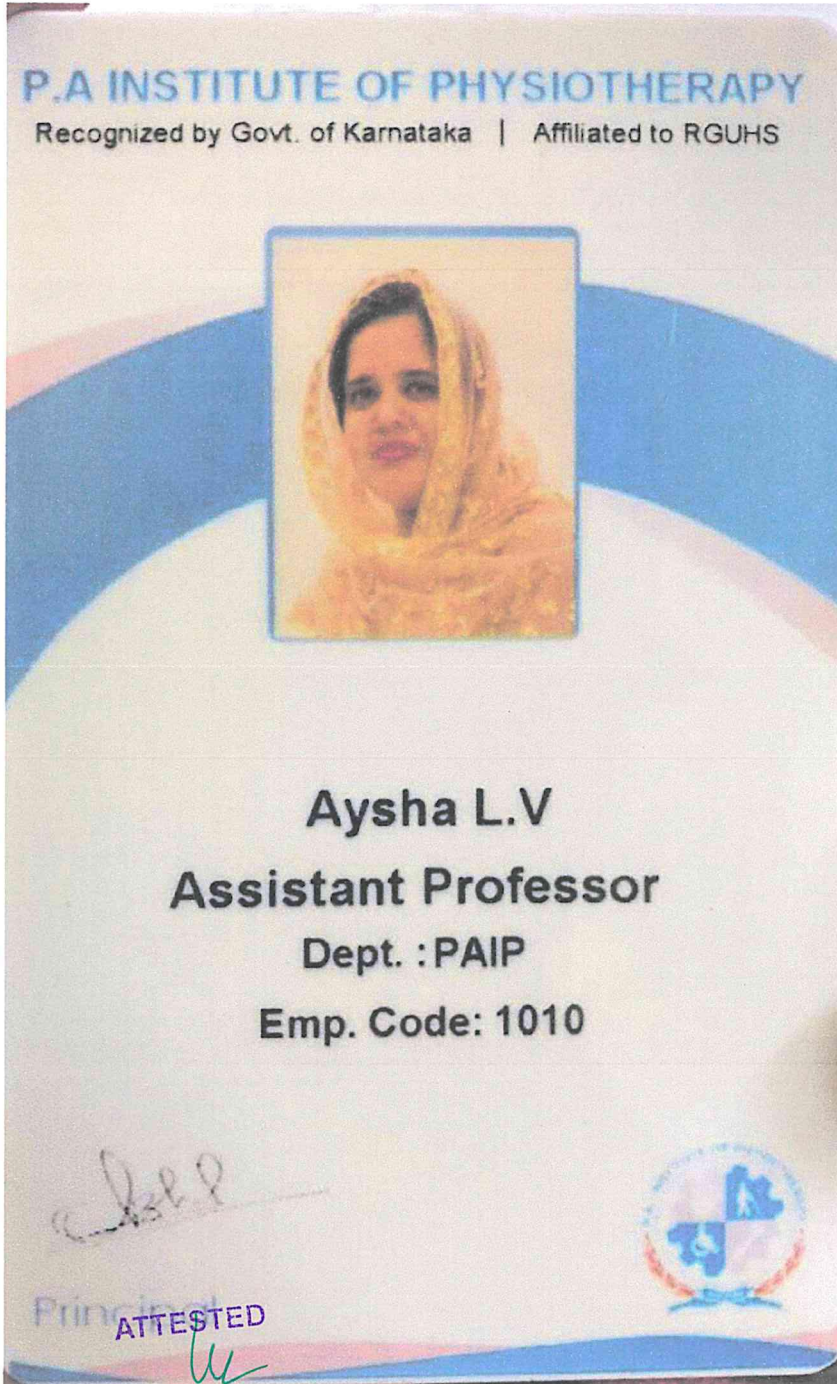 P.A INSTITUTE OF PHYSIOTHERAPY
Recognized by Govt. of Karnataka | Affiliated to RGUHS
Aysha L.V
Assistant Professor
Dept. : PAIP
Emp. Code: 1010
Principal
ATTESTED